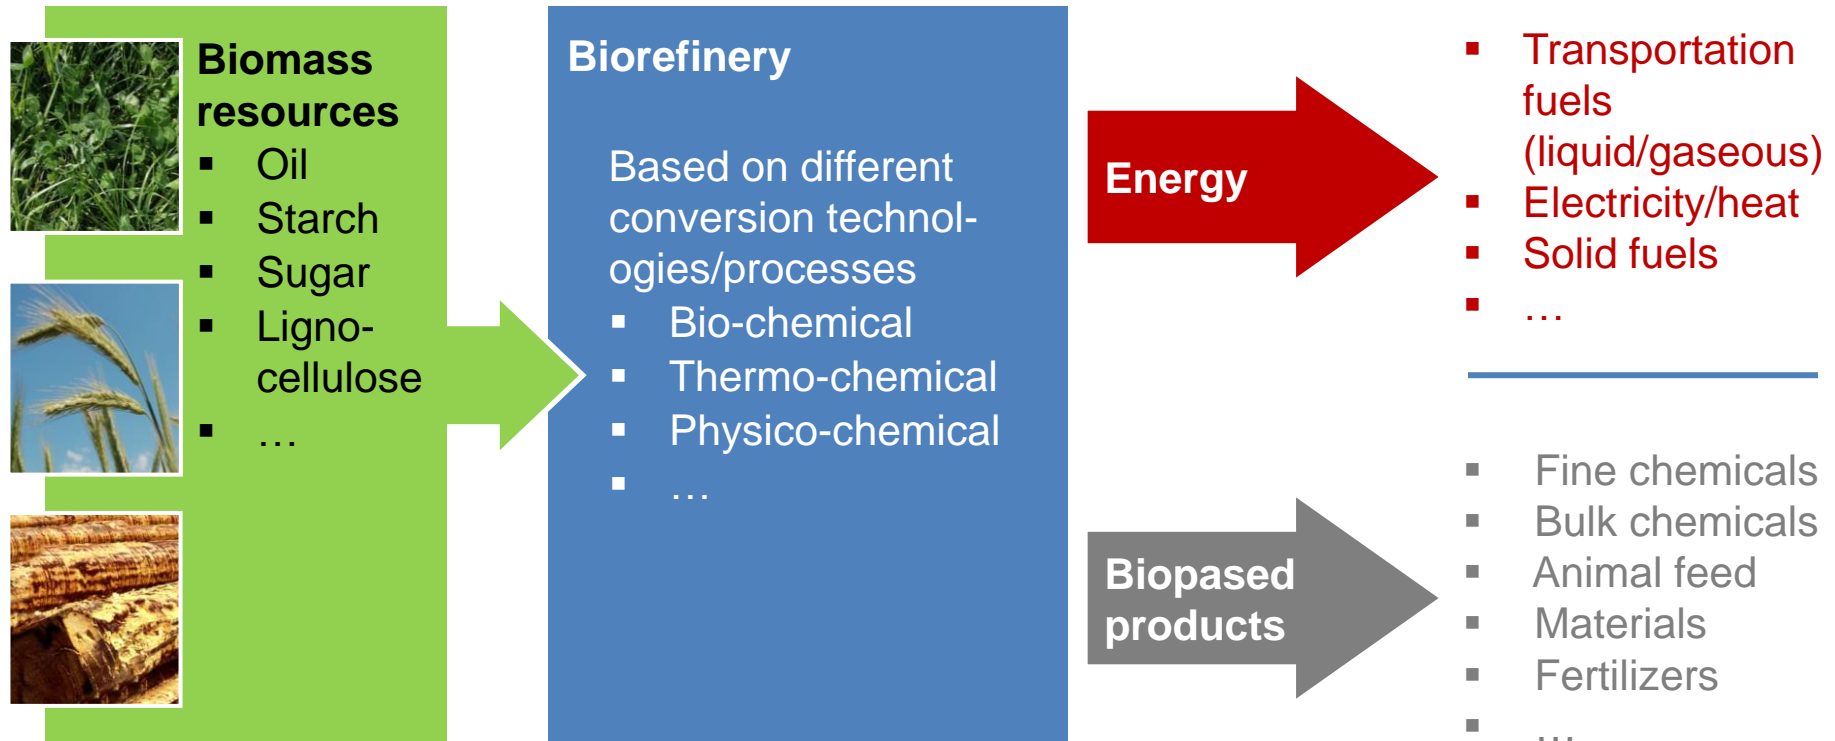 Biomass
resources
▪ Oil
▪ Starch
▪ Sugar
▪ Ligno-
cellulose
▪ …
Biorefinery
Based on different
conversion technol-
ogies/processes
▪ Bio-chemical
▪ Thermo-chemical
▪ Physico-chemical
▪ …
Energy
▪ Transportation
fuels
(liquid/gaseous)
▪ Electricity/heat
▪ Solid fuels
▪ …
Biopased
products
▪ Fine chemicals
▪ Bulk chemicals
▪ Animal feed
▪ Materials
▪ Fertilizers
▪ …